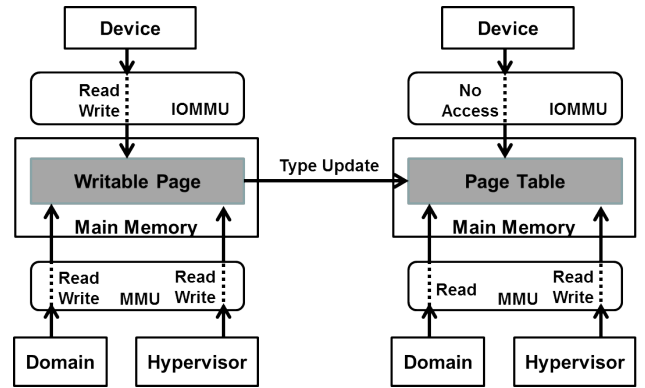 Device
Read
Write
IOMMU
Writable Page
Main Memory
Read
Write
MMU
Read
Write
Domain
Hypervisor
Type Update
Device
No
Access
IOMMU
Page Table
Main Memory
Read
MMU
Read
Write
Domain
Hypervisor